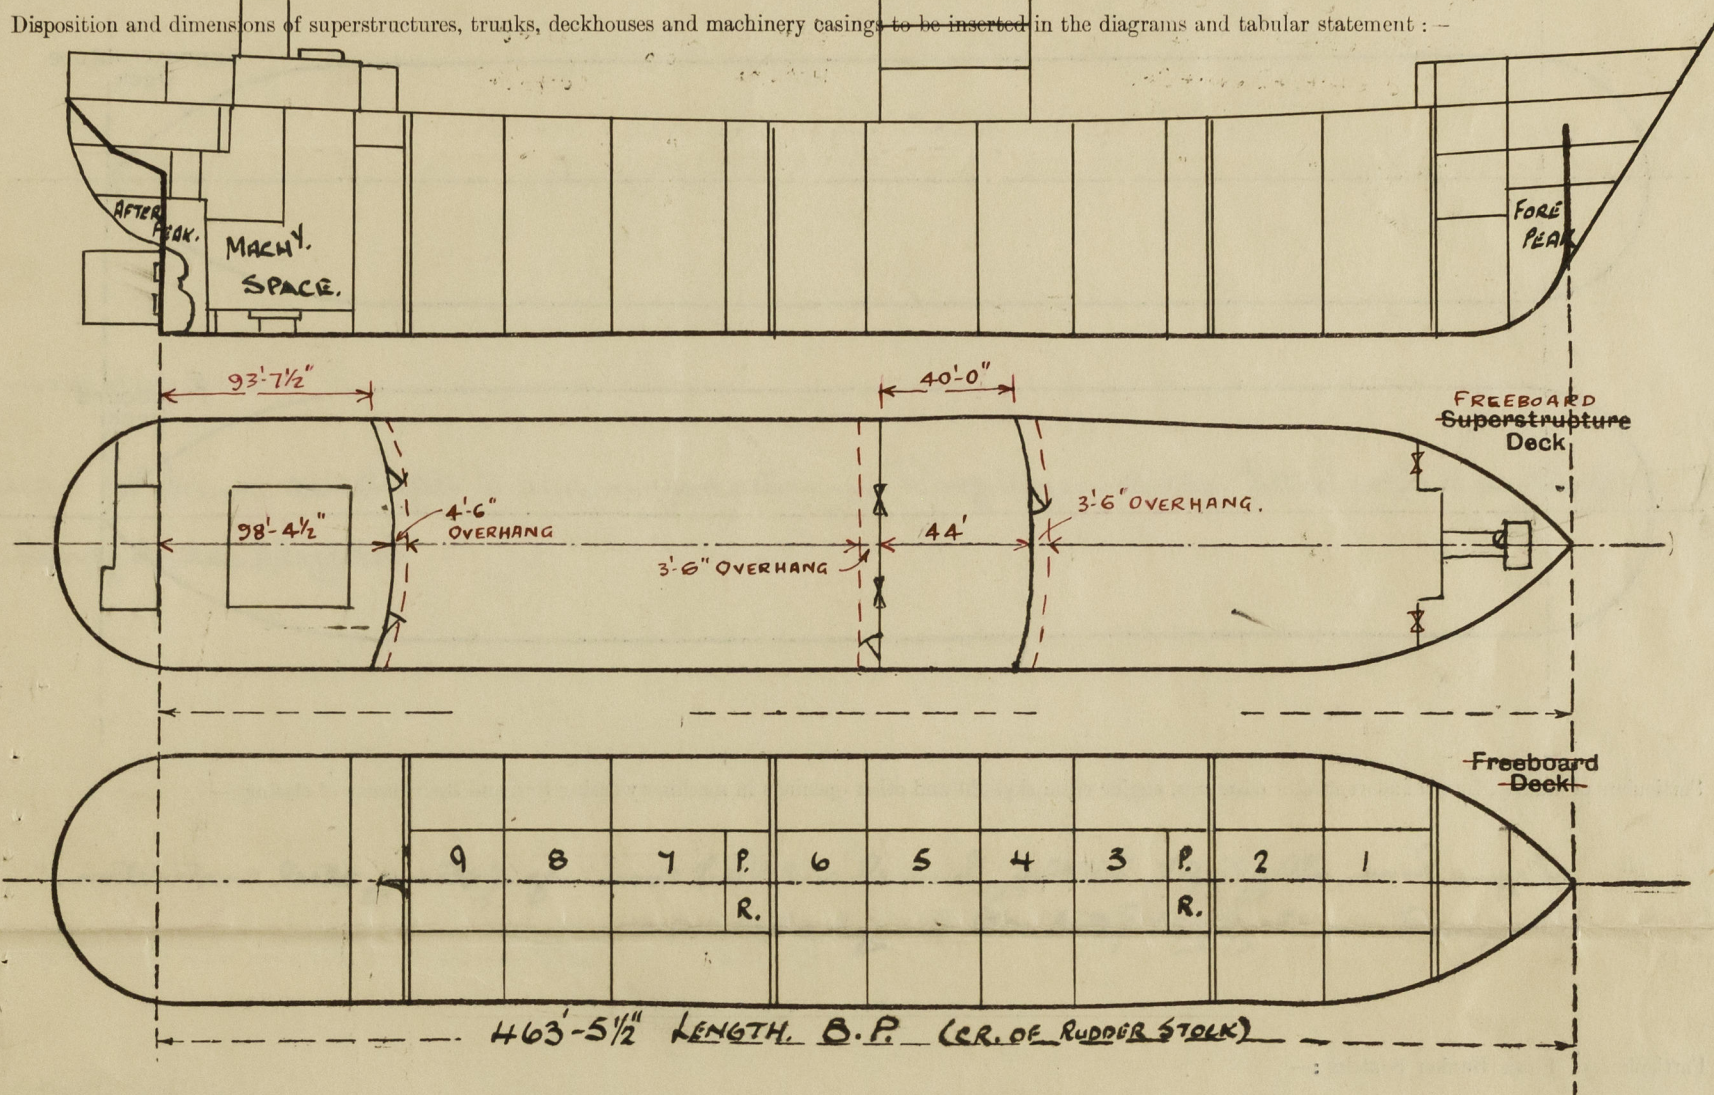 Disposition and dimensions of superstructures, trunks, deckhouses and machinery casings to be inserted in the diagrams and tabular statement : —
AFTER
PEAK.
MACHY.
SPACE.
FORE
PEAK
93'-7½"
40'-0"
FREEBOARD
Superstructure
Deck
98'-4½"
4'-6"
OVERHANG
3'-6" OVERHANG
44'
3'-6" OVERHANG.
Freeboard
Deck
9 8 7 P. 6 5 4 3 P. 2 1
R. R.
463'-5½" LENGTH. B.P. (CR. OF RUDDER STOCK)